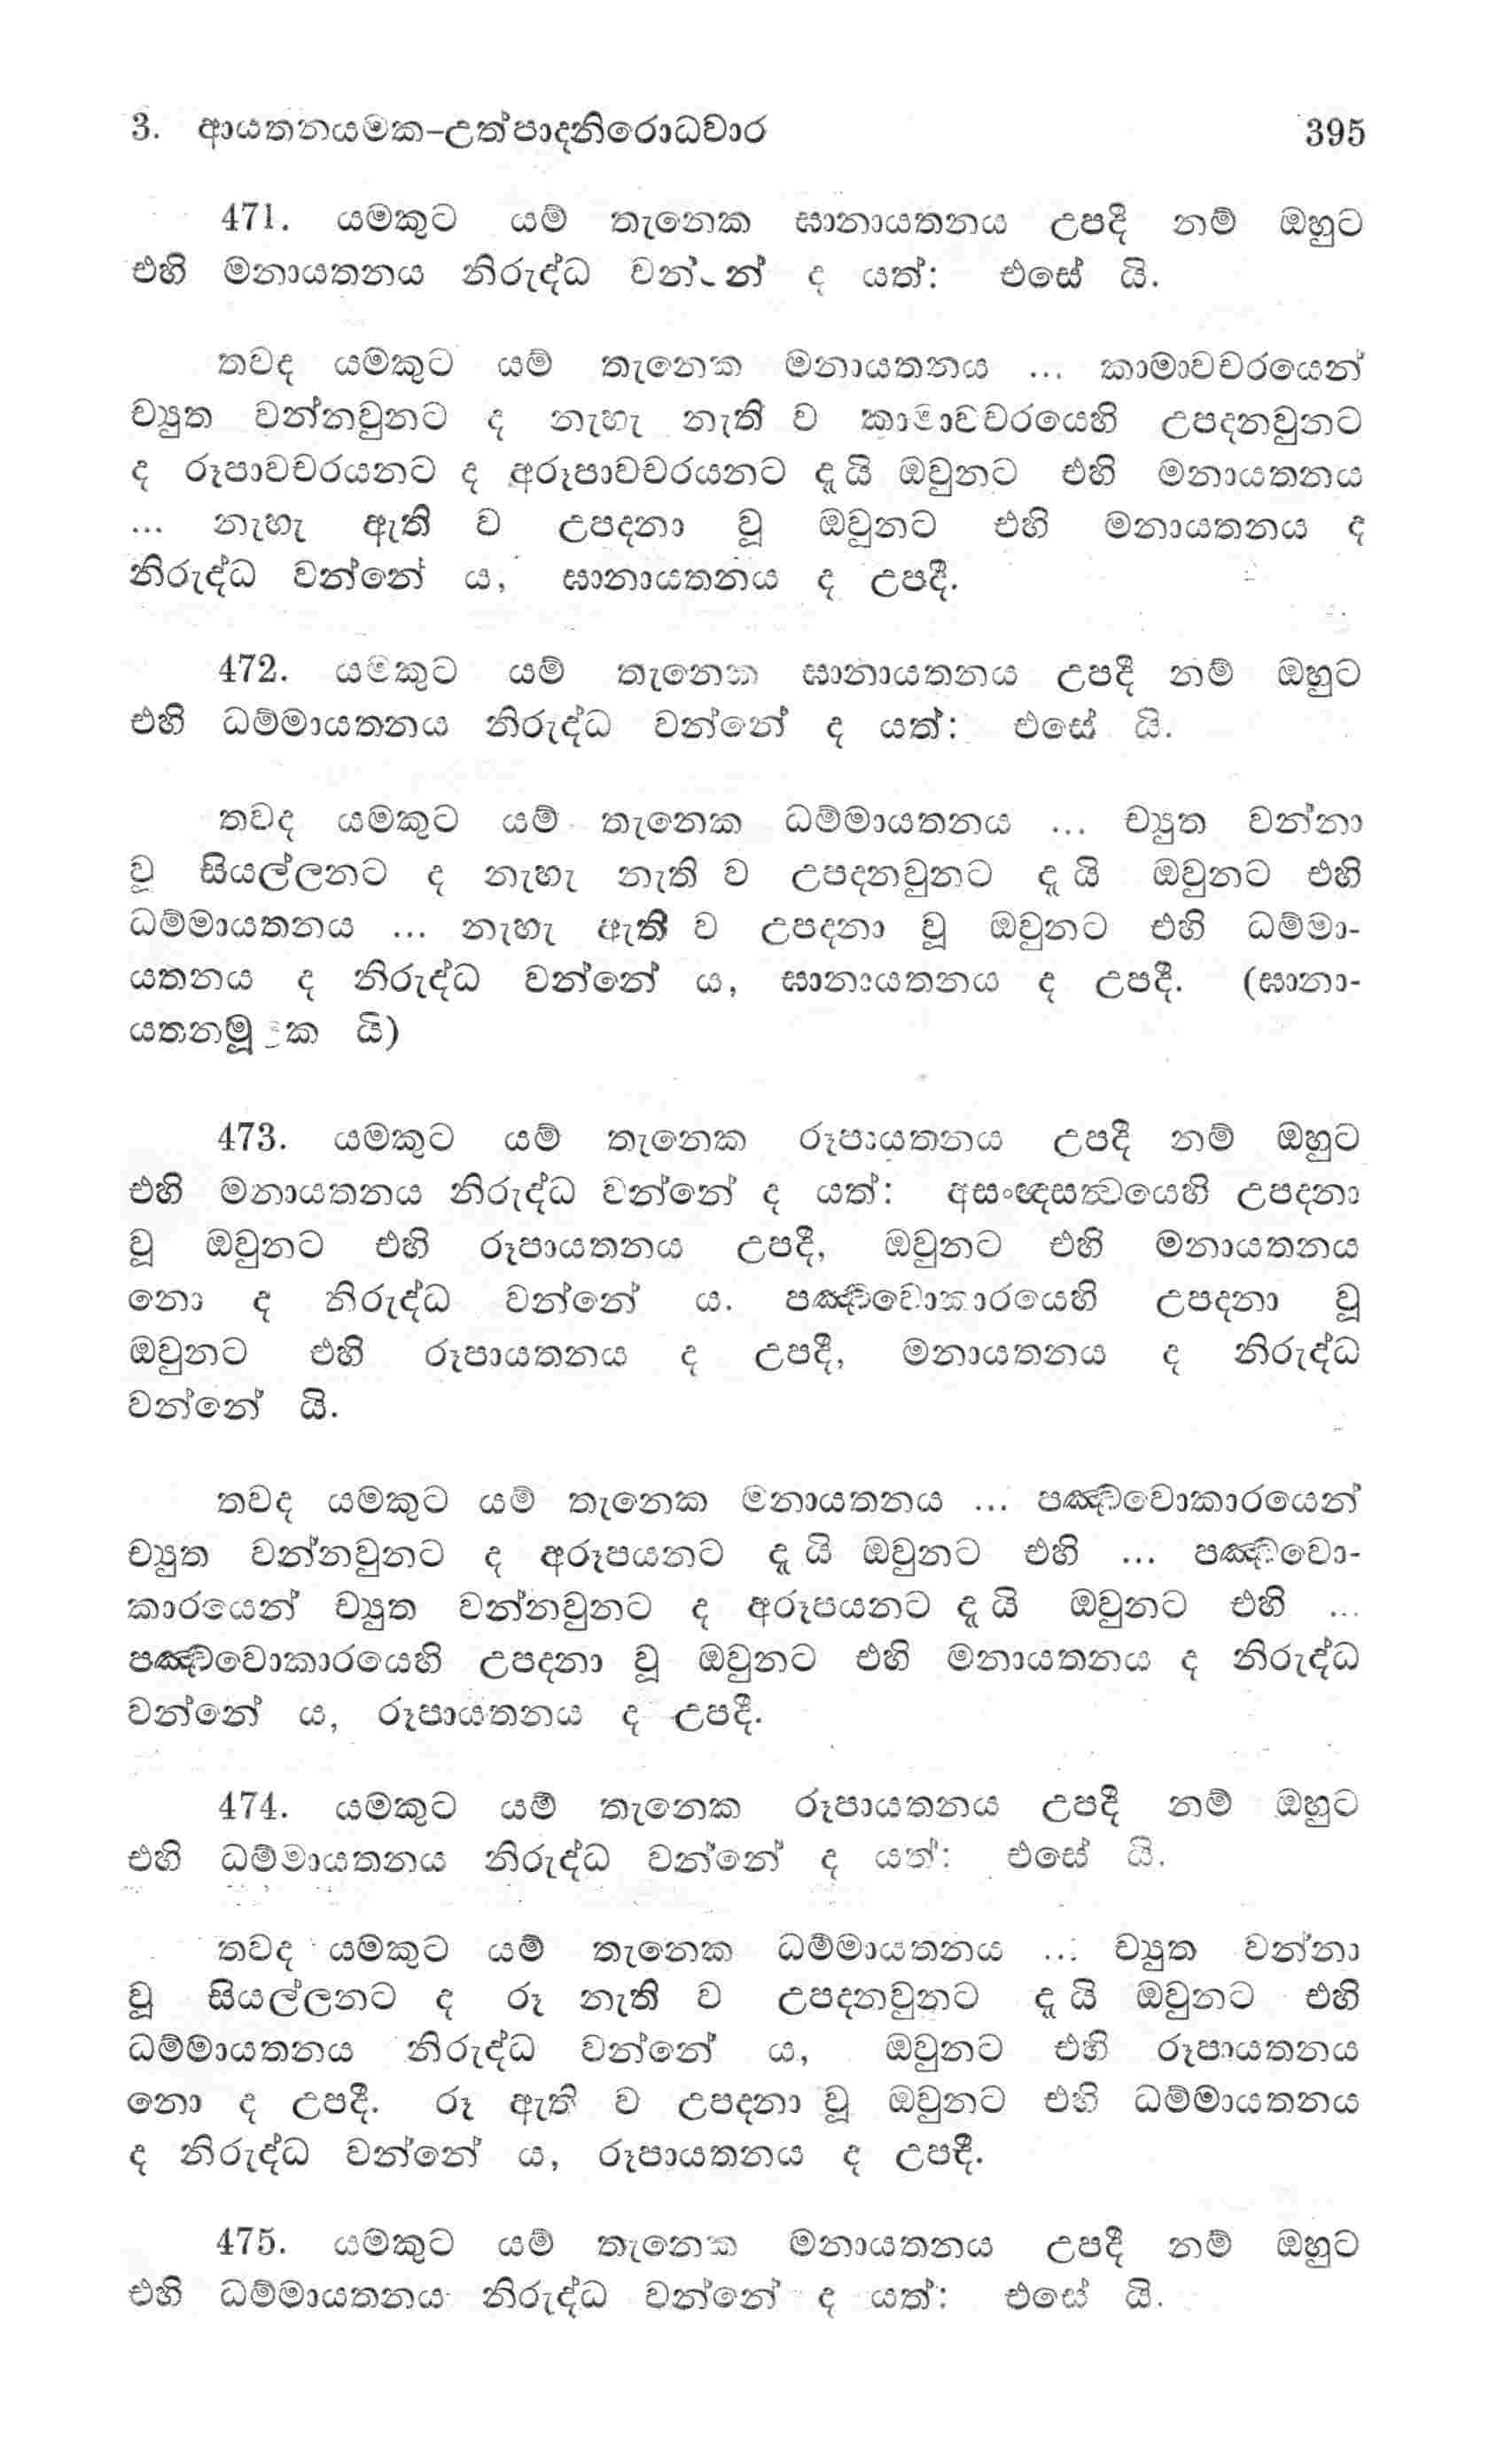 3. ආයතනයමක–උත්පාදනිරොධවාර 395
471. යමකුට යම් තැනෙක ඝානායතනය උපදී නම් ඔහුට
එහි මනායතනය නිරුද්ධ ද යත්: එසේ යි.
තවද යමකුට යම් තැනෙක මනායතනය ... කාමාවචරයෙන්
ච්‍යුත වන්නවුනට ද නැහැ නැති ව කාමාවචරයෙහි උපදනවුනට
ද රූපාවචරයනට ද අරූපාවචරයනට දැ යි ඔවුනට එහි මනායතනය
... නැහැ ඇති ව උපදනා වූ ඔවුනට එහි මනායතනය ද
නිරුද්ධ වන්නේ ය, ඝානායතනය ද උපදී.
472. යමකුට යම් තැනෙක ඝානායතනය උපදී නම් ඔහුට
එහි ධම්මායතනය නිරුද්ධ වන්නේ ද යත්: එසේ යි.
තවද යමකුට යම් තැනෙක ධම්මායතනය ... ච්‍යුත වන්නා
වූ සියල්ලනට ද නැහැ නැති ව උපදනවුනට දැ යි ඔවුනට එහි
ධම්මායතනය ... නැහැ ඇති ව උපදනා වූ ඔවුනට එහි ධම්මා-
යතනය ද නිරුද්ධ වන්නේ ය, ඝානායතනය ද උපදී. (ඝානා-
යතනමූලක යි)
473. යමකුට යම් තැනෙක රූපායතනය උපදී නම් ඔහුට
එහි මනායතනය නිරුද්ධ වන්නේ ද යත්: අසංඥසත්‍වයෙහි උපදනා
වූ ඔවුනට එහි රූපායතනය උපදී, ඔවුනට එහි මනායතනය
නො ද නිරුද්ධ වන්නේ ය. පඤ්චවොකාරයෙහි උපදනා වූ
ඔවුනට එහි රූපායතනය ද උපදී, මනායතනය ද නිරුද්ධ
වන්නේ යි.
තවද යමකුට යම් තැනෙක මනායතනය ... පඤ්චවොකාරයෙන්
ච්‍යුත වන්නවුනට ද අරූපයනට දැ යි ඔවුනට එහි ... පඤ්චවො-
කාරයෙන් ච්‍යුත වන්නවුනට ද අරූපයනට දැ යි ඔවුනට එහි ...
පඤ්චවොකාරයෙහි උපදනා වූ ඔවුනට එහි මනායතනය ද නිරුද්ධ
වන්නේ ය, රූපායතනය ද උපදී.
474. යමකුට යම් තැනෙක රූපායතනය උපදී නම් ඔහුට
එහි ධම්මායතනය නිරුද්ධ වන්නේ ද යත්: එසේ යි.
තවද යමකුට යම් තැනෙක ධම්මායතනය ... ච්‍යුත වන්නා
වූ සියල්ලනට ද රූ නැති ව උපදනවුනට දැ යි ඔවුනට එහි
ධම්මායතනය නිරුද්ධ වන්නේ ය, ඔවුනට එහි රූපායතනය
නො ද උපදී. රූ ඇති ව උපදනා වූ ඔවුනට එහි ධම්මායතනය
ද නිරුද්ධ වන්නේ ය, රූපායතනය ද උපදී.
475. යමකුට යම් තැනෙක මනායතනය උපදී නම් ඔහුට
එහි ධම්මායතනය නිරුද්ධ වන්නේ ද යත්: එසේ යි.